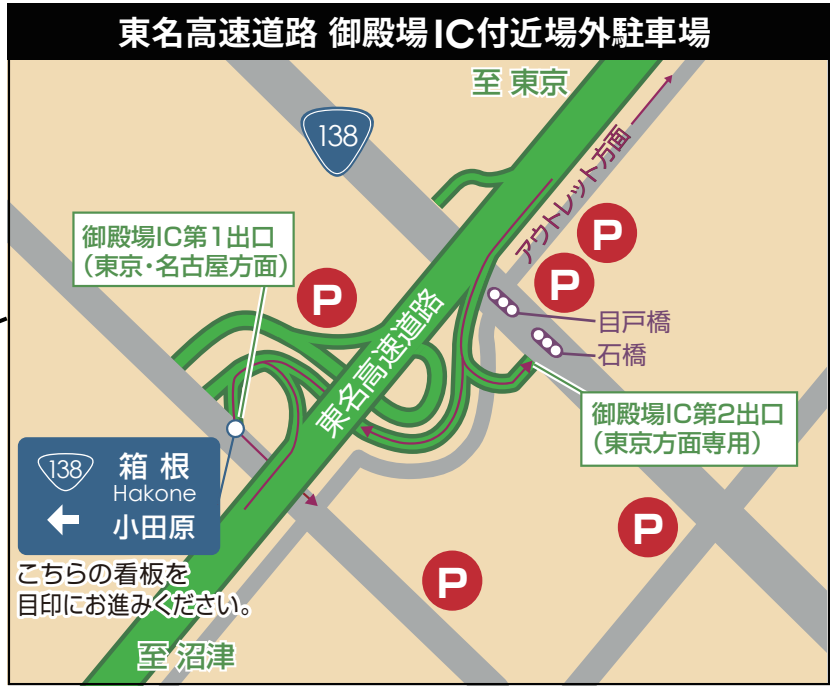 東名高速道路 御殿場IC付近場外駐車場
至 東京
138
アウトレット方面
御殿場IC第1出口
(東京・名古屋方面)
P
P
P
東名高速道路
目戸橋
石橋
御殿場IC第2出口
(東京方面専用)
138 箱根
Hakone
小田原
こちらの看板を
目印にお進みください。
P
P
至 沼津